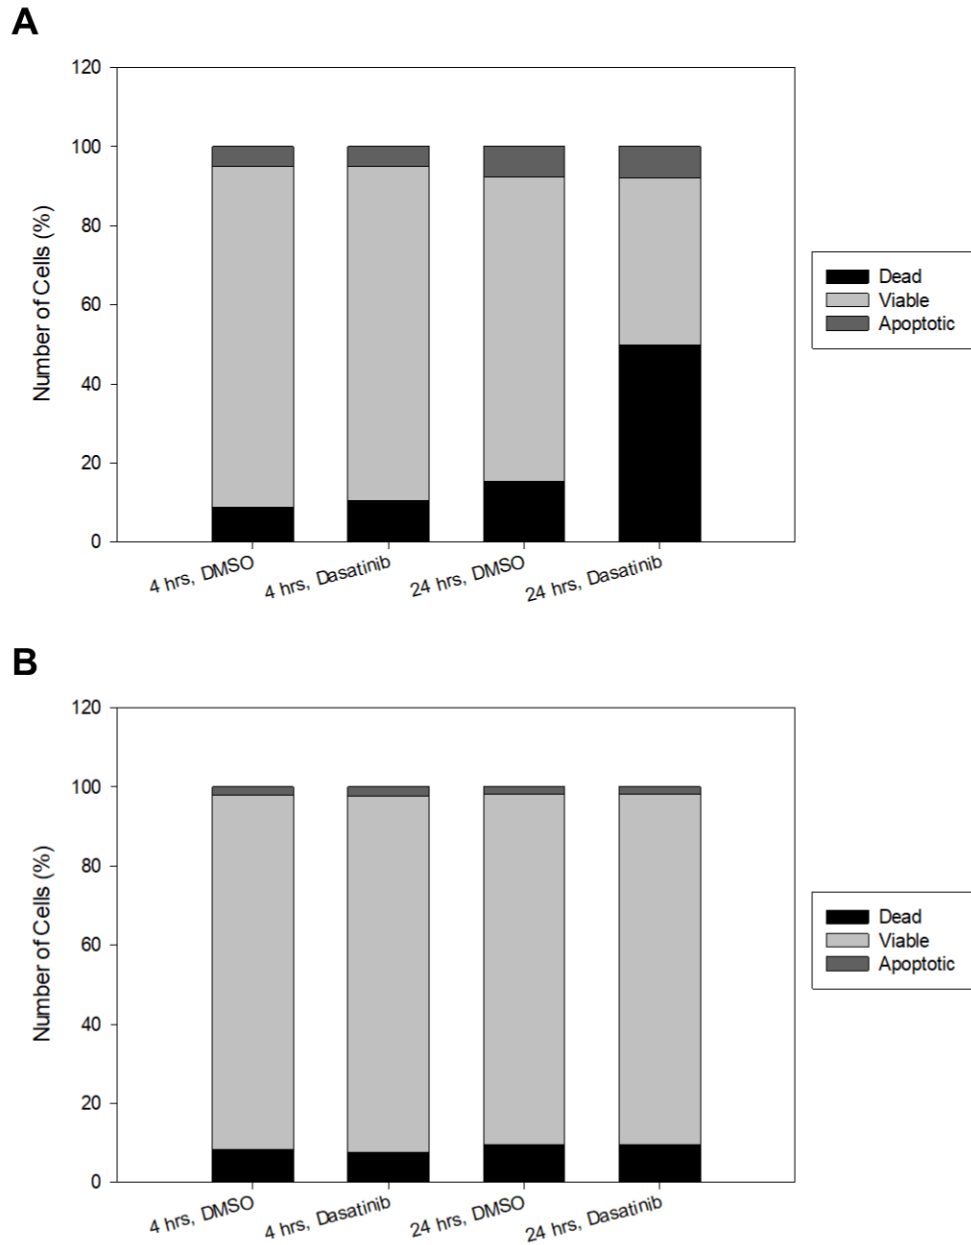 A
120
100
80
60
40
20
0
Number of Cells (%)
4 hrs, DMSO
4 hrs, Dasatinib
24 hrs, DMSO
24 hrs, Dasatinib
Dead
Viable
Apoptotic
B
120
100
80
60
40
20
0
Number of Cells (%)
4 hrs, DMSO
4 hrs, Dasatinib
24 hrs, DMSO
24 hrs, Dasatinib
Dead
Viable
Apoptotic